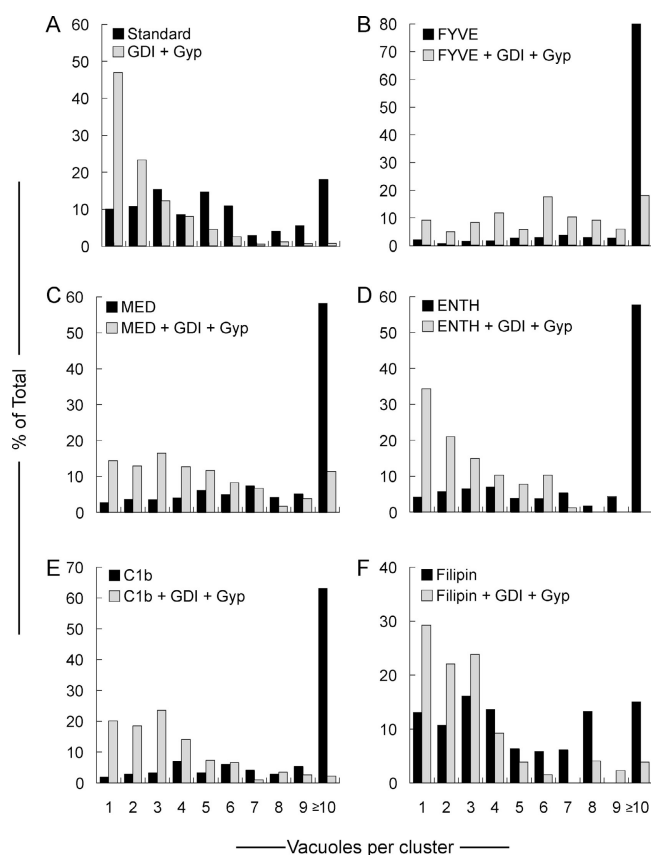 A
Standard
GDI + Gyp
60
50
40
30
20
10
0
B
FYVE
FYVE + GDI + Gyp
80
70
60
50
40
30
20
10
0
C
MED
MED + GDI + Gyp
60
50
40
30
20
10
0
D
ENTH
ENTH + GDI + Gyp
60
50
40
30
20
10
0
E
C1b
C1b + GDI + Gyp
70
60
50
40
30
20
10
0
1 2 3 4 5 6 7 8 9 ≥10
F
Filipin
Filipin + GDI + Gyp
40
30
20
10
0
1 2 3 4 5 6 7 8 9 ≥10
% of Total
Vacuoles per cluster